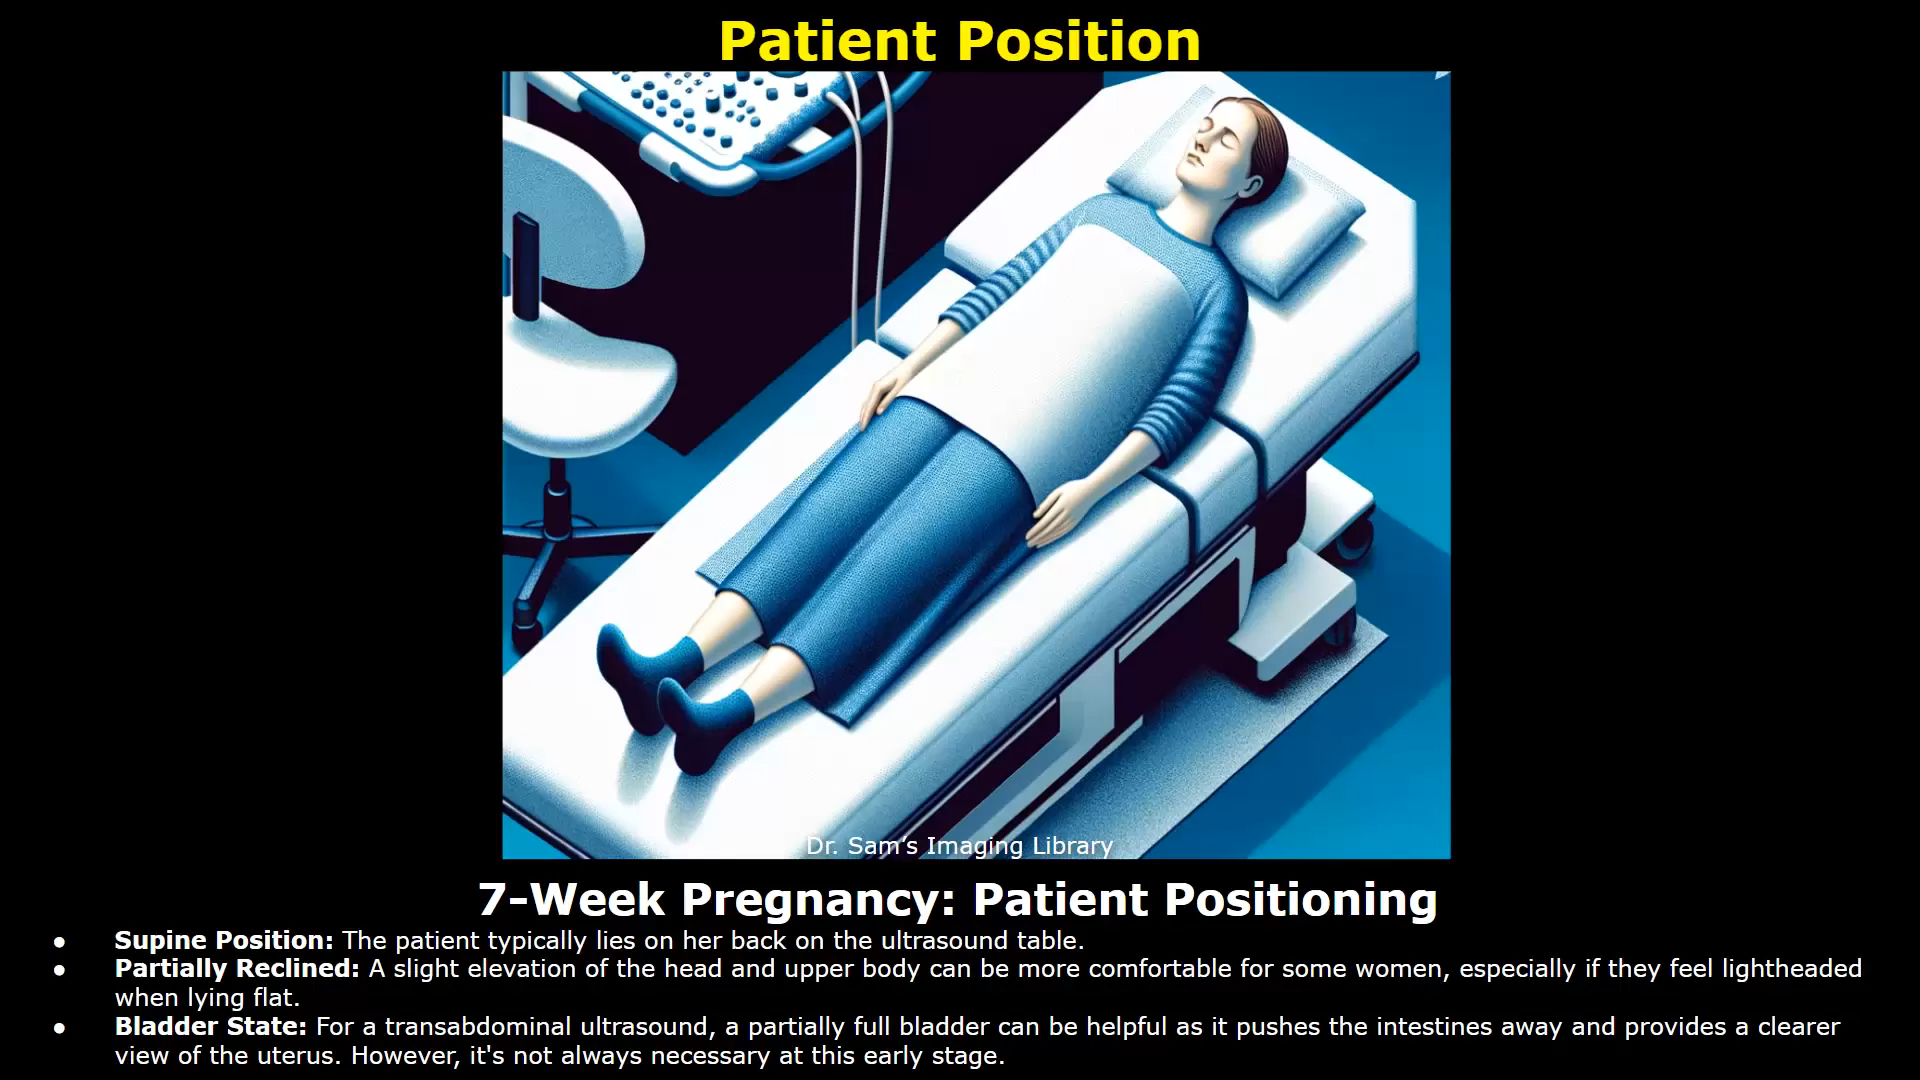 Patient Position
Dr. Sam’s Imaging Library
7-Week Pregnancy: Patient Positioning
● Supine Position: The patient typically lies on her back on the ultrasound table.
● Partially Reclined: A slight elevation of the head and upper body can be more comfortable for some women, especially if they feel lightheaded
when lying flat.
● Bladder State: For a transabdominal ultrasound, a partially full bladder can be helpful as it pushes the intestines away and provides a clearer
view of the uterus. However, it's not always necessary at this early stage.